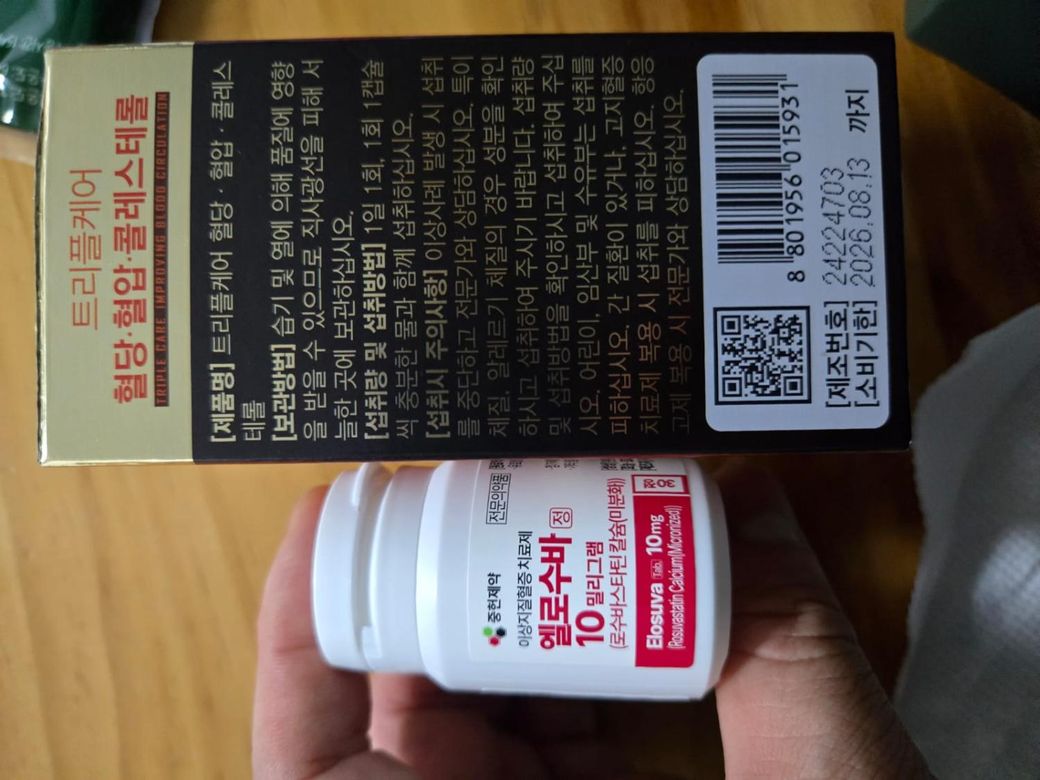 트리플케어
혈당·혈압·콜레스테롤
TRIPLE CARE IMPROVING BLOOD CIRCULATION
[제품명] 트리플케어 혈당·혈압·콜레스
테롤
[보관방법] 습기 및 열에 의해 품질에 영향
을 받을 수 있으므로 직사광선을 피해 서
늘한 곳에 보관하십시오.
[섭취량 및 섭취방법] 1일 1회, 1회 1캡슐
씩 충분한 물과 함께 섭취하십시오.
[섭취시 주의사항] 이상사례 발생 시 섭취
를 중단하고 전문가와 상담하십시오. 특이
체질, 알레르기 체질의 경우 성분을 확인
하시고 섭취하여 주시기 바랍니다. 섭취량
및 섭취방법을 확인하시고 섭취하여 주십
시오. 어린이, 임산부 및 수유부는 섭취를
피하십시오. 간 질환이 있거나, 고지혈증
치료제 복용 시 섭취를 피하십시오. 항응
고제 복용 시 전문가와 상담하십시오.
8 801956 015931
[제조번호] 24224703
[소비기한] 2026.08.13 까지
전문의약품
중헌제약
이상지질혈증 치료제
엘로수바 정
10 밀리그램
(로수바스타틴칼슘(미분화))
Elosuva Tab. 10mg
(Rosuvastatin Calcium(Micronized))
30 정